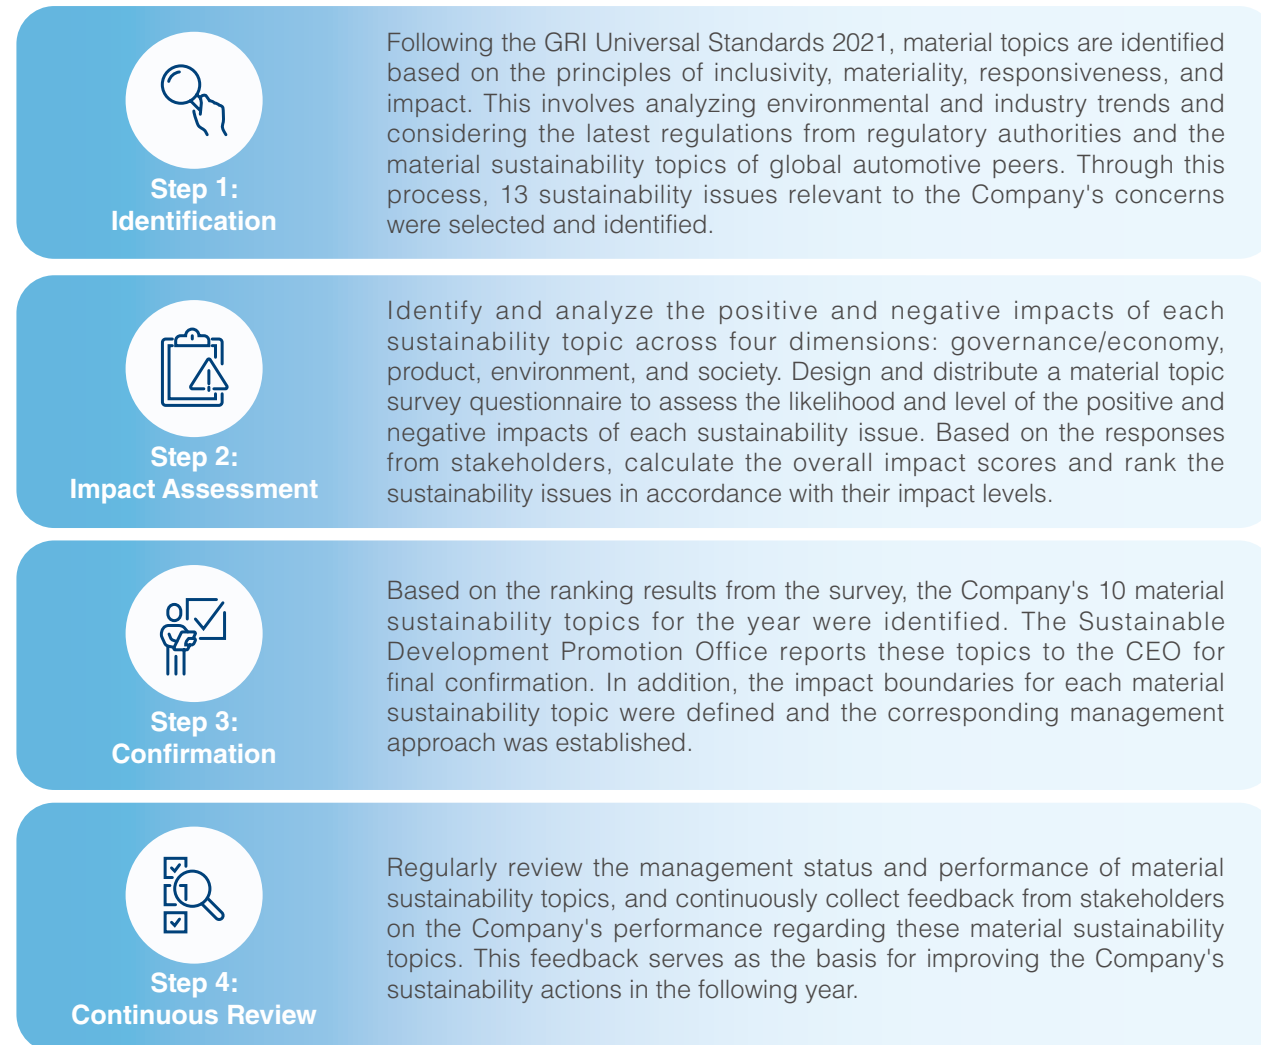 Step 1:
Identification
Following the GRI Universal Standards 2021, material topics are identified
based on the principles of inclusivity, materiality, responsiveness, and
impact. This involves analyzing environmental and industry trends and
considering the latest regulations from regulatory authorities and the
material sustainability topics of global automotive peers. Through this
process, 13 sustainability issues relevant to the Company's concerns
were selected and identified.
Step 2:
Impact Assessment
Identify and analyze the positive and negative impacts of each
sustainability topic across four dimensions: governance/economy,
product, environment, and society. Design and distribute a material topic
survey questionnaire to assess the likelihood and level of the positive and
negative impacts of each sustainability issue. Based on the responses
from stakeholders, calculate the overall impact scores and rank the
sustainability issues in accordance with their impact levels.
Step 3:
Confirmation
Based on the ranking results from the survey, the Company's 10 material
sustainability topics for the year were identified. The Sustainable
Development Promotion Office reports these topics to the CEO for
final confirmation. In addition, the impact boundaries for each material
sustainability topic were defined and the corresponding management
approach was established.
Step 4:
Continuous Review
Regularly review the management status and performance of material
sustainability topics, and continuously collect feedback from stakeholders
on the Company's performance regarding these material sustainability
topics. This feedback serves as the basis for improving the Company's
sustainability actions in the following year.